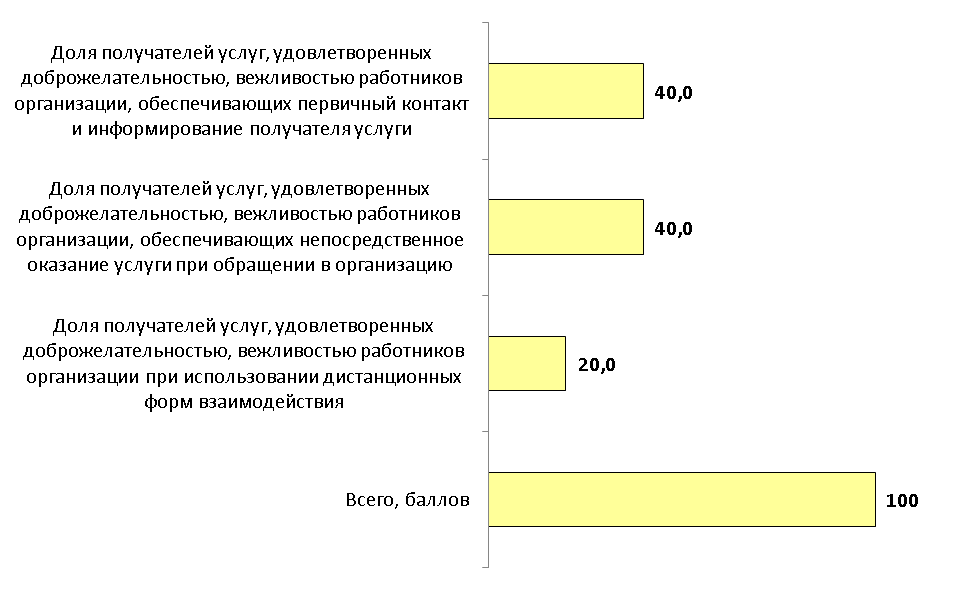 Доля получателей услуг, удовлетворенных
доброжелательностью, вежливостью работников
организации, обеспечивающих первичный контакт
и информирование получателя услуги
40,0
Доля получателей услуг, удовлетворенных
доброжелательностью, вежливостью работников
организации, обеспечивающих непосредственное
оказание услуги при обращении в организацию
40,0
Доля получателей услуг, удовлетворенных
доброжелательностью, вежливостью работников
организации при использовании дистанционных
форм взаимодействия
20,0
Всего, баллов
100